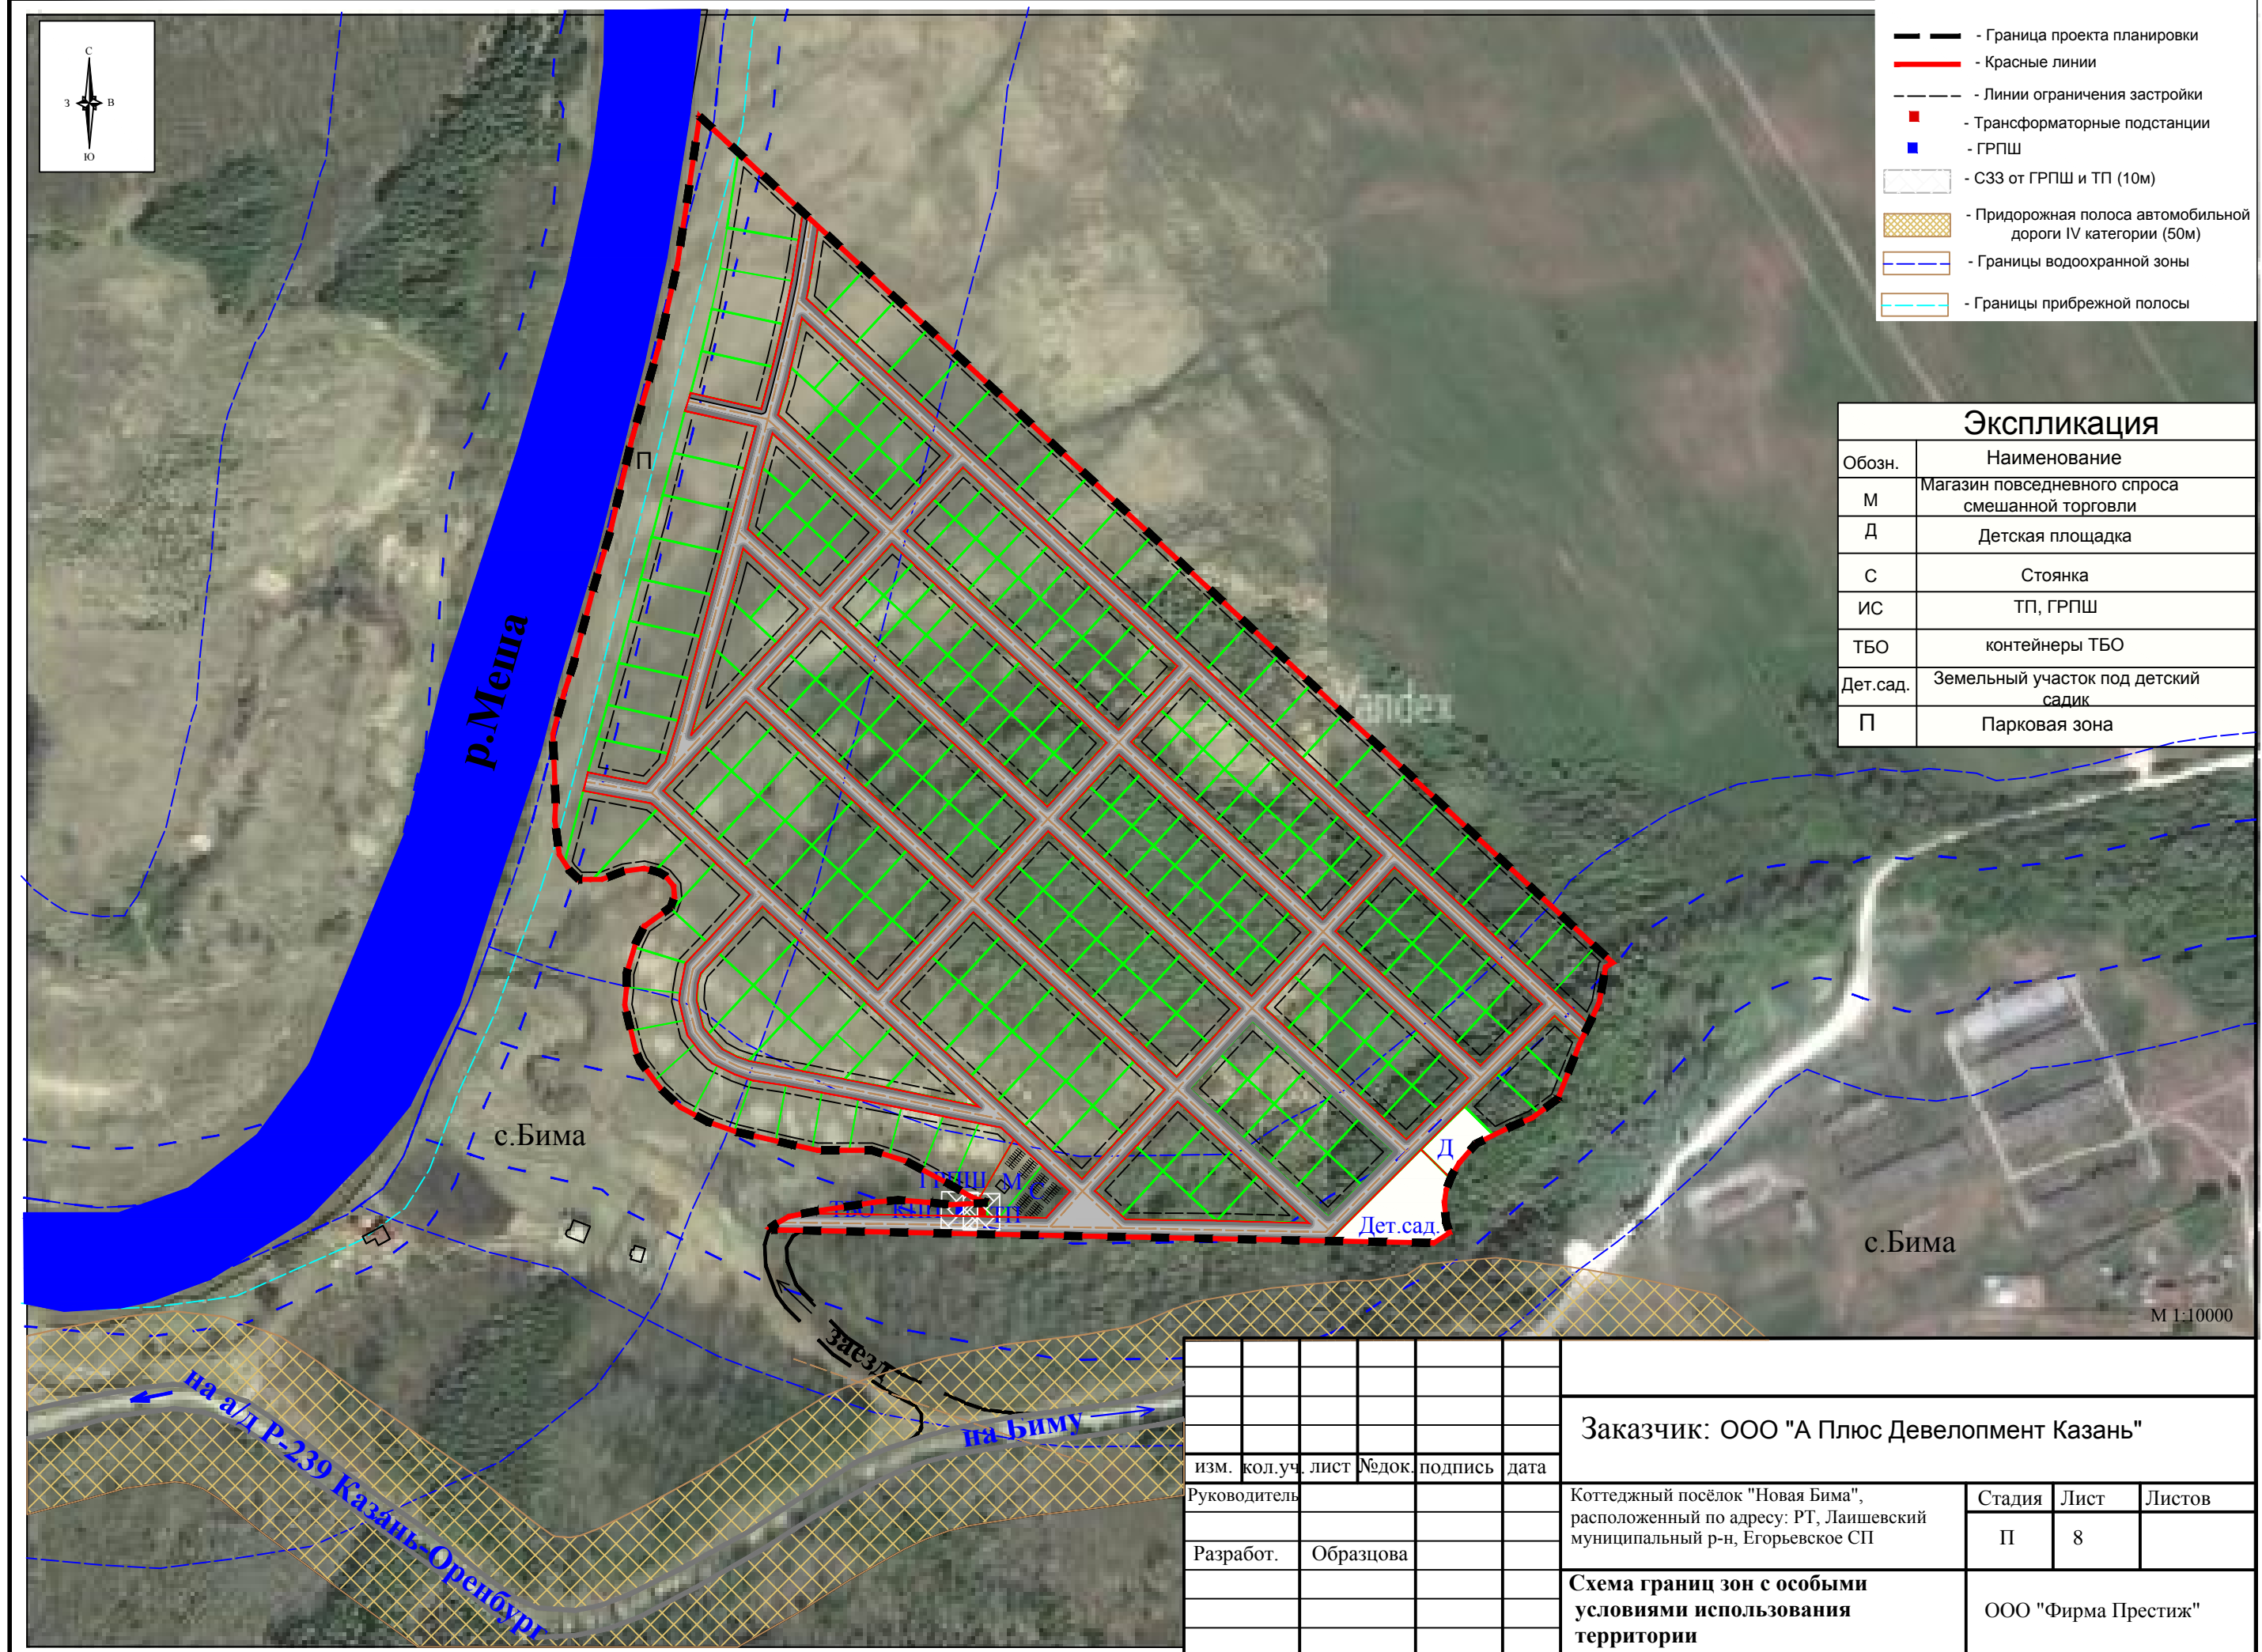 С
З
В
Ю
- Граница проекта планировки
- Красные линии
- Линии ограничения застройки
- Трансформаторные подстанции
- ГРПШ
- СЗЗ от ГРПШ и ТП (10м)
- Придорожная полоса автомобильной
дороги IV категории (50м)
- Границы водоохранной зоны
- Границы прибрежной полосы
Экспликация
Обозн. Наименование
М Магазин повседневного спроса
смешанной торговли
Д Детская площадка
С Стоянка
ИС ТП, ГРПШ
ТБО контейнеры ТБО
Дет.сад. Земельный участок под детский
садик
П Парковая зона
П
р.Меша
andex
с.Бима
ГРПШ М
С
ТБО
ТП
Д
Дет.сад.
с.Бима
М 1:10000
заезд
на Биму
на а/д Р-239 Казань-Оренбург
Заказчик: ООО "А Плюс Девелопмент Казань"
изм. кол.уч. лист №док. подпись дата
Руководитель
Разработ. Образцова
Коттеджный посёлок "Новая Бима",
расположенный по адресу: РТ, Лаишевский
муниципальный р-н, Егорьевское СП
Стадия Лист Листов
П 8
Схема границ зон с особыми
условиями использования
территории
ООО "Фирма Престиж"